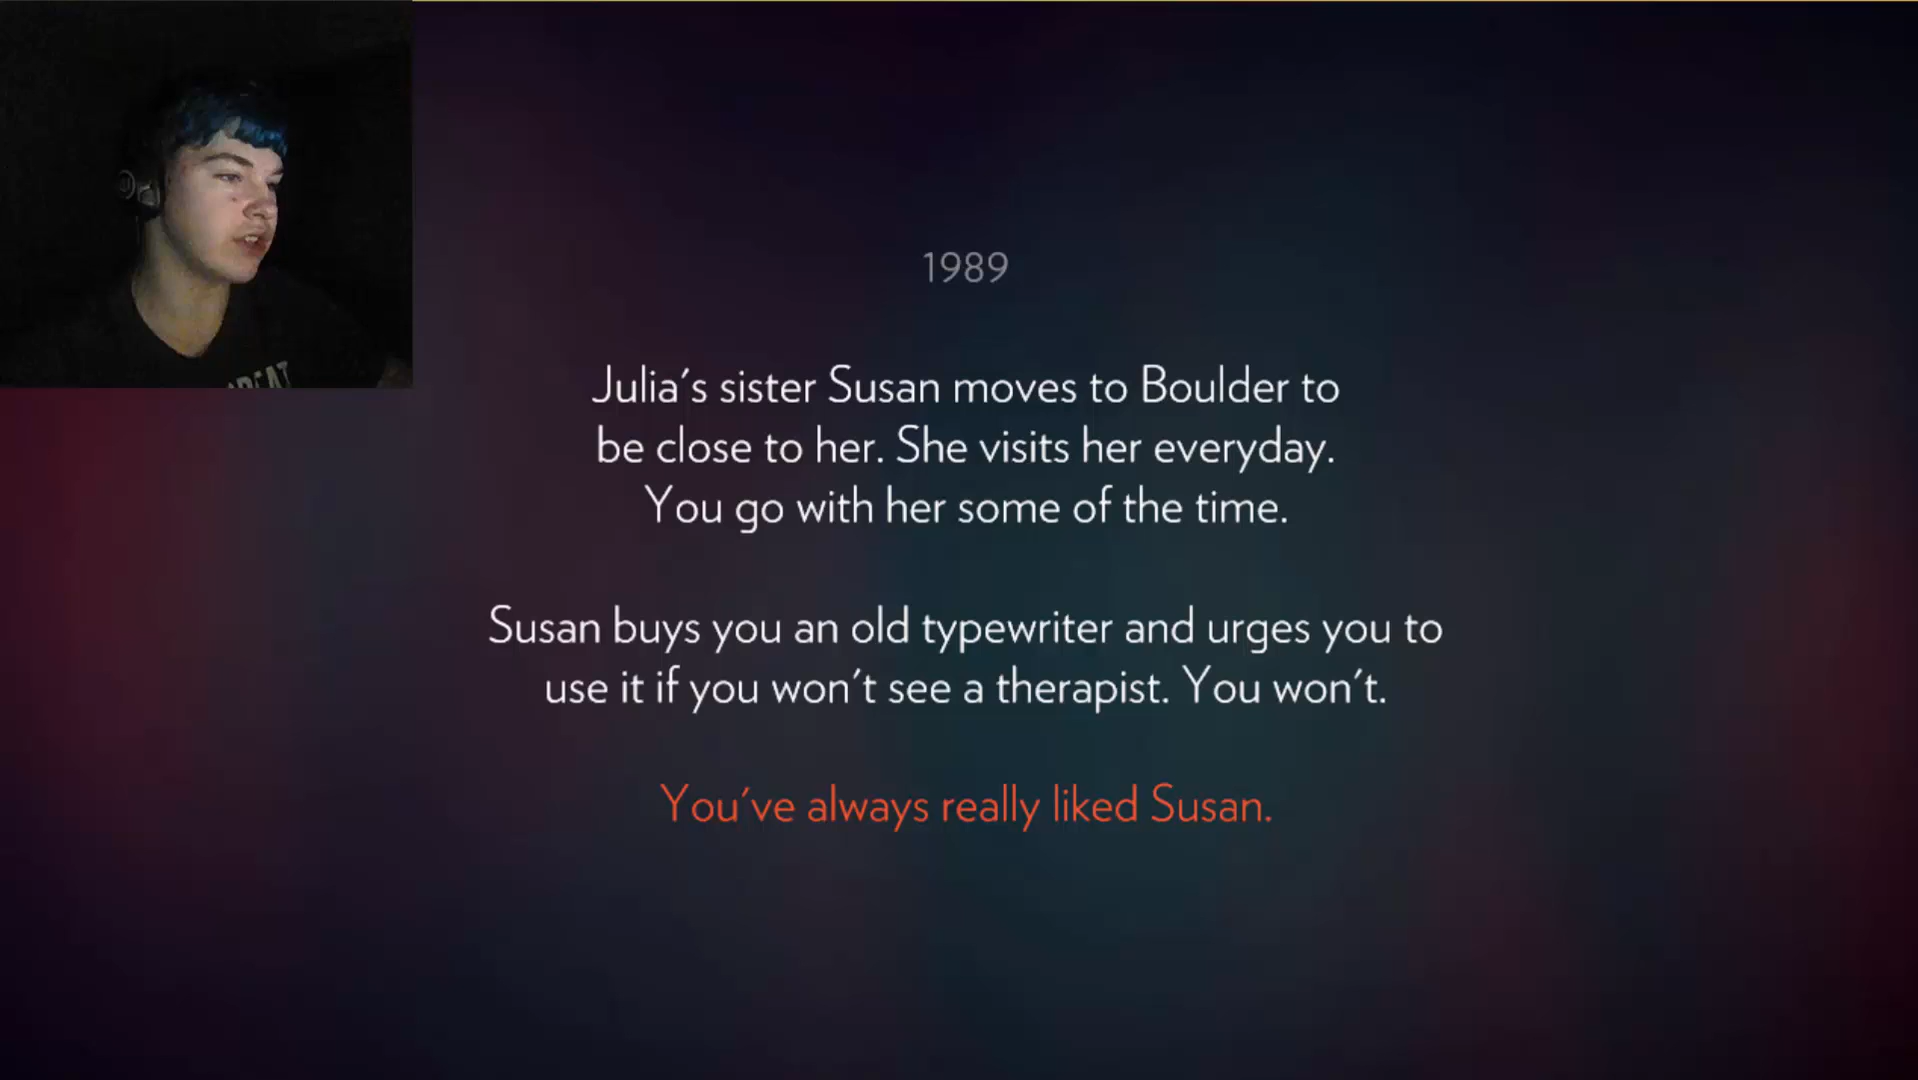 1989
Julia's sister Susan moves to Boulder to
be close to her. She visits her everyday.
You go with her some of the time.
Susan buys you an old typewriter and urges you to
use it if you won't see a therapist. You won't.
You've always really liked Susan.